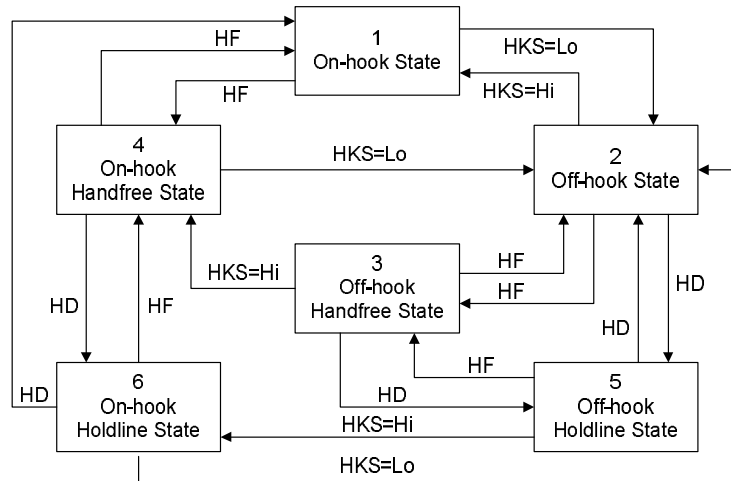 1
On-hook State
HF
HKS=Lo
HF
HKS=Hi
4
On-hook
Handfree State
HKS=Lo
2
Off-hook State
HKS=Hi
3
Off-hook
Handfree State
HF
HF
HD
HF
HD
HD
HF
HD
6
On-hook
Holdline State
HD
5
Off-hook
Holdline State
HKS=Hi
HKS=Lo